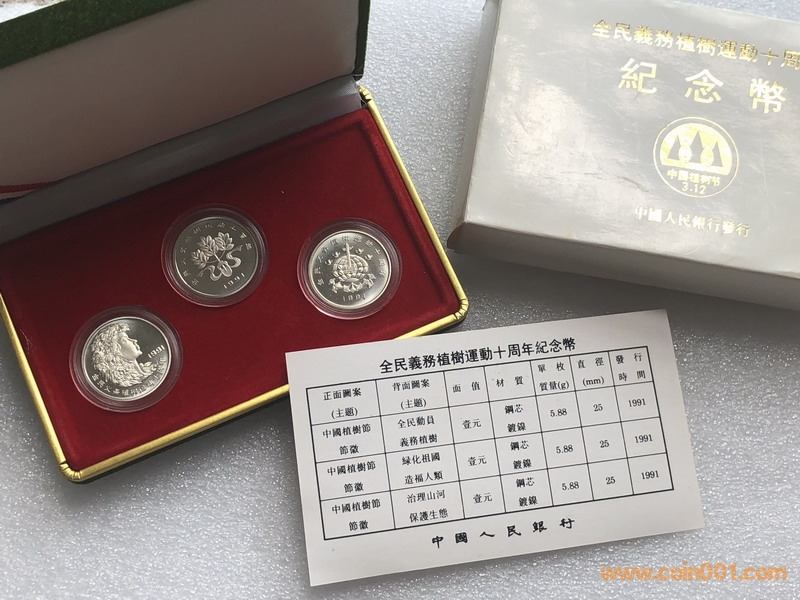 全民義務植樹運動十周
紀念幣
中國植树节
3.12
中國人民銀行發行
1991
1991
1991
全民義務植樹運動十周年紀念幣
正面圖案 背面圖案 面值 材質 單枚 直徑 發行
(主題) (主題) 質量(g) (mm) 時間
中國植樹節 全民動員 壹元 鋼芯 5.88 25 1991
節徽 義務植樹 鍍鎳
中國植樹節 綠化祖國 壹元 鋼芯 5.88 25 1991
節徽 造福人類 鍍鎳
中國植樹節 治理山河 壹元 鋼芯 5.88 25 1991
節徽 保護生態 鍍鎳
中國人民銀行
www.coin001.com